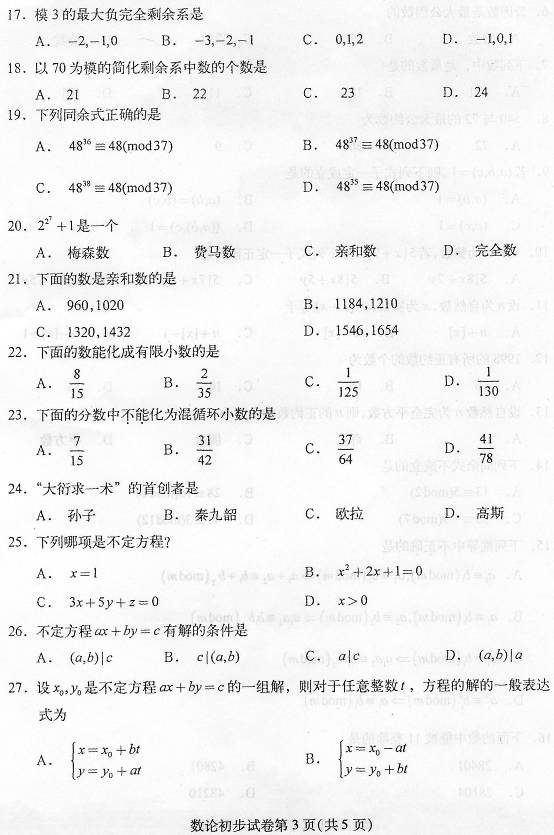 17．模 3 的最大负完全剩余系是
A．-2,-1,0 B． -3,-2,-1 C． 0,1,2 D． -1,0,1
18．以 70 为模的简化剩余系中数的个数是
A． 21 B． 22 C． 23 D． 24
19．下列同余式正确的是
A． 48³⁶ ≡ 48(mod37) B． 48³⁷ ≡ 48(mod37)
C． 48³⁸ ≡ 48(mod37) D． 48³⁵ ≡ 48(mod37)
20．2^{2^7} +1 是一个
A． 梅森数 B． 费马数 C． 亲和数 D． 完全数
21．下面的数是亲和数的是
A． 960,1020 B． 1184,1210
C．1320,1432 D．1546,1654
22．下面的数能化成有限小数的是
A． 8/15 B． 2/35 C． 1/125 D． 1/130
23．下面的分数中不能化为混循环小数的是
A． 7/15 B． 31/42 C． 37/64 D． 41/78
24．“大衍求一术”的首创者是
A． 孙子 B． 秦九韶 C． 欧拉 D． 高斯
25．下列哪项是不定方程？
A． x=1 B． x²+2x+1=0
C． 3x+5y+z=0 D． x>0
26．不定方程 ax+by=c 有解的条件是
A． (a,b)|c B． c|(a,b) C． a|c D． (a,b)|a
27．设 x₀,y₀ 是不定方程 ax+by=c 的一组解，则对于任意整数 t ，方程的解的一般表达
式为
A． {x=x₀+bt B． {x=x₀-at
y=y₀+at y=y₀+bt
数论初步试卷第 3 页(共 5 页)